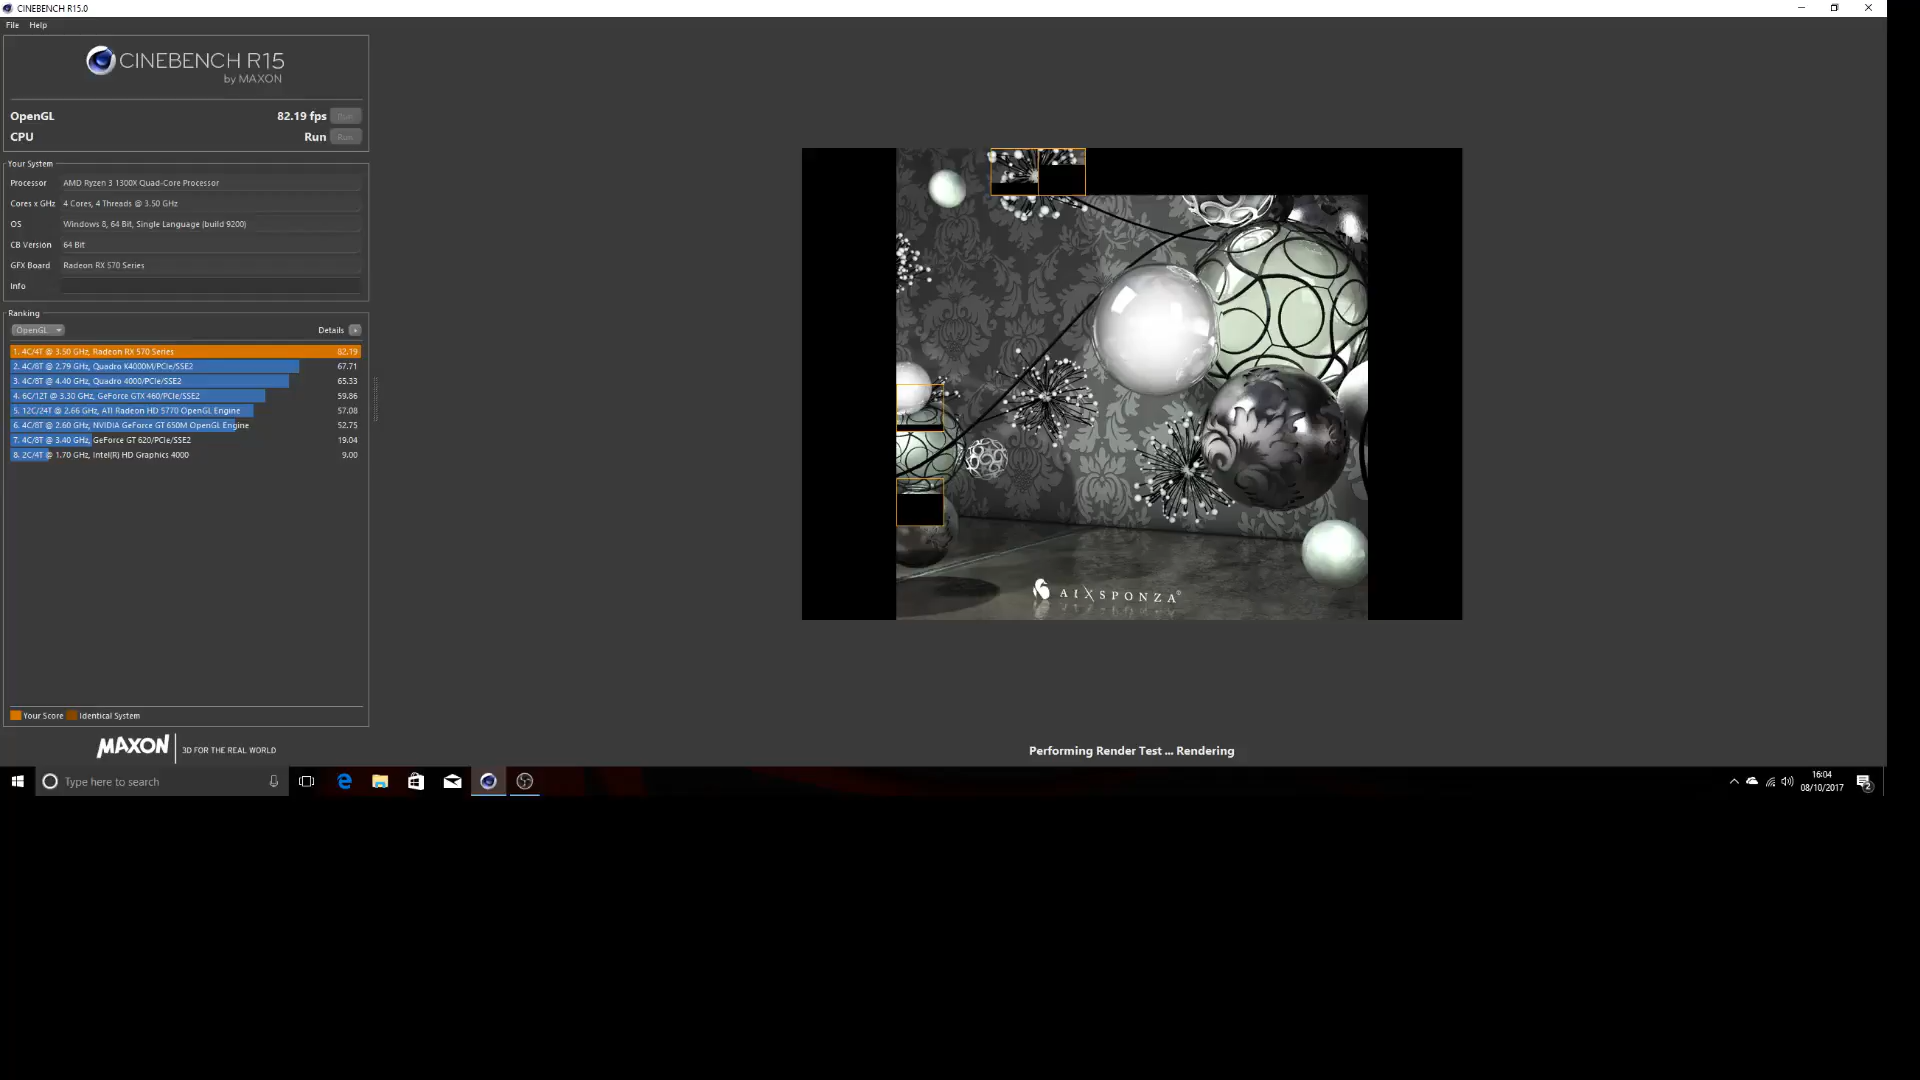 CINEBENCH R15.0
File Help
CINEBENCH R15
by MAXON
OpenGL 82.19 fps Run
CPU Run Run
Your System
Processor AMD Ryzen 3 1300X Quad-Core Processor
Cores x GHz 4 Cores, 4 Threads @ 3.50 GHz
OS Windows 8, 64 Bit, Single Language (build 9200)
CB Version 64 Bit
GFX Board Radeon RX 570 Series
Info
Ranking
OpenGL Details
1. 4C/4T @ 3.50 GHz, Radeon RX 570 Series 82.19
2. 4C/8T @ 2.79 GHz, Quadro K4000M/PCIe/SSE2 67.71
3. 4C/8T @ 4.40 GHz, Quadro 4000/PCIe/SSE2 65.33
4. 6C/12T @ 3.30 GHz, GeForce GTX 460/PCIe/SSE2 59.86
5. 12C/24T @ 2.66 GHz, ATI Radeon HD 5770 OpenGL Engine 57.08
6. 4C/8T @ 2.60 GHz, NVIDIA GeForce GT 650M OpenGL Engine 52.75
7. 4C/8T @ 3.40 GHz, GeForce GT 620/PCIe/SSE2 19.04
8. 2C/4T @ 1.70 GHz, Intel(R) HD Graphics 4000 9.00
Your Score Identical System
MAXON 3D FOR THE REAL WORLD
AIXSPONZA®
Performing Render Test ... Rendering
Type here to search
16:04
08/10/2017
2